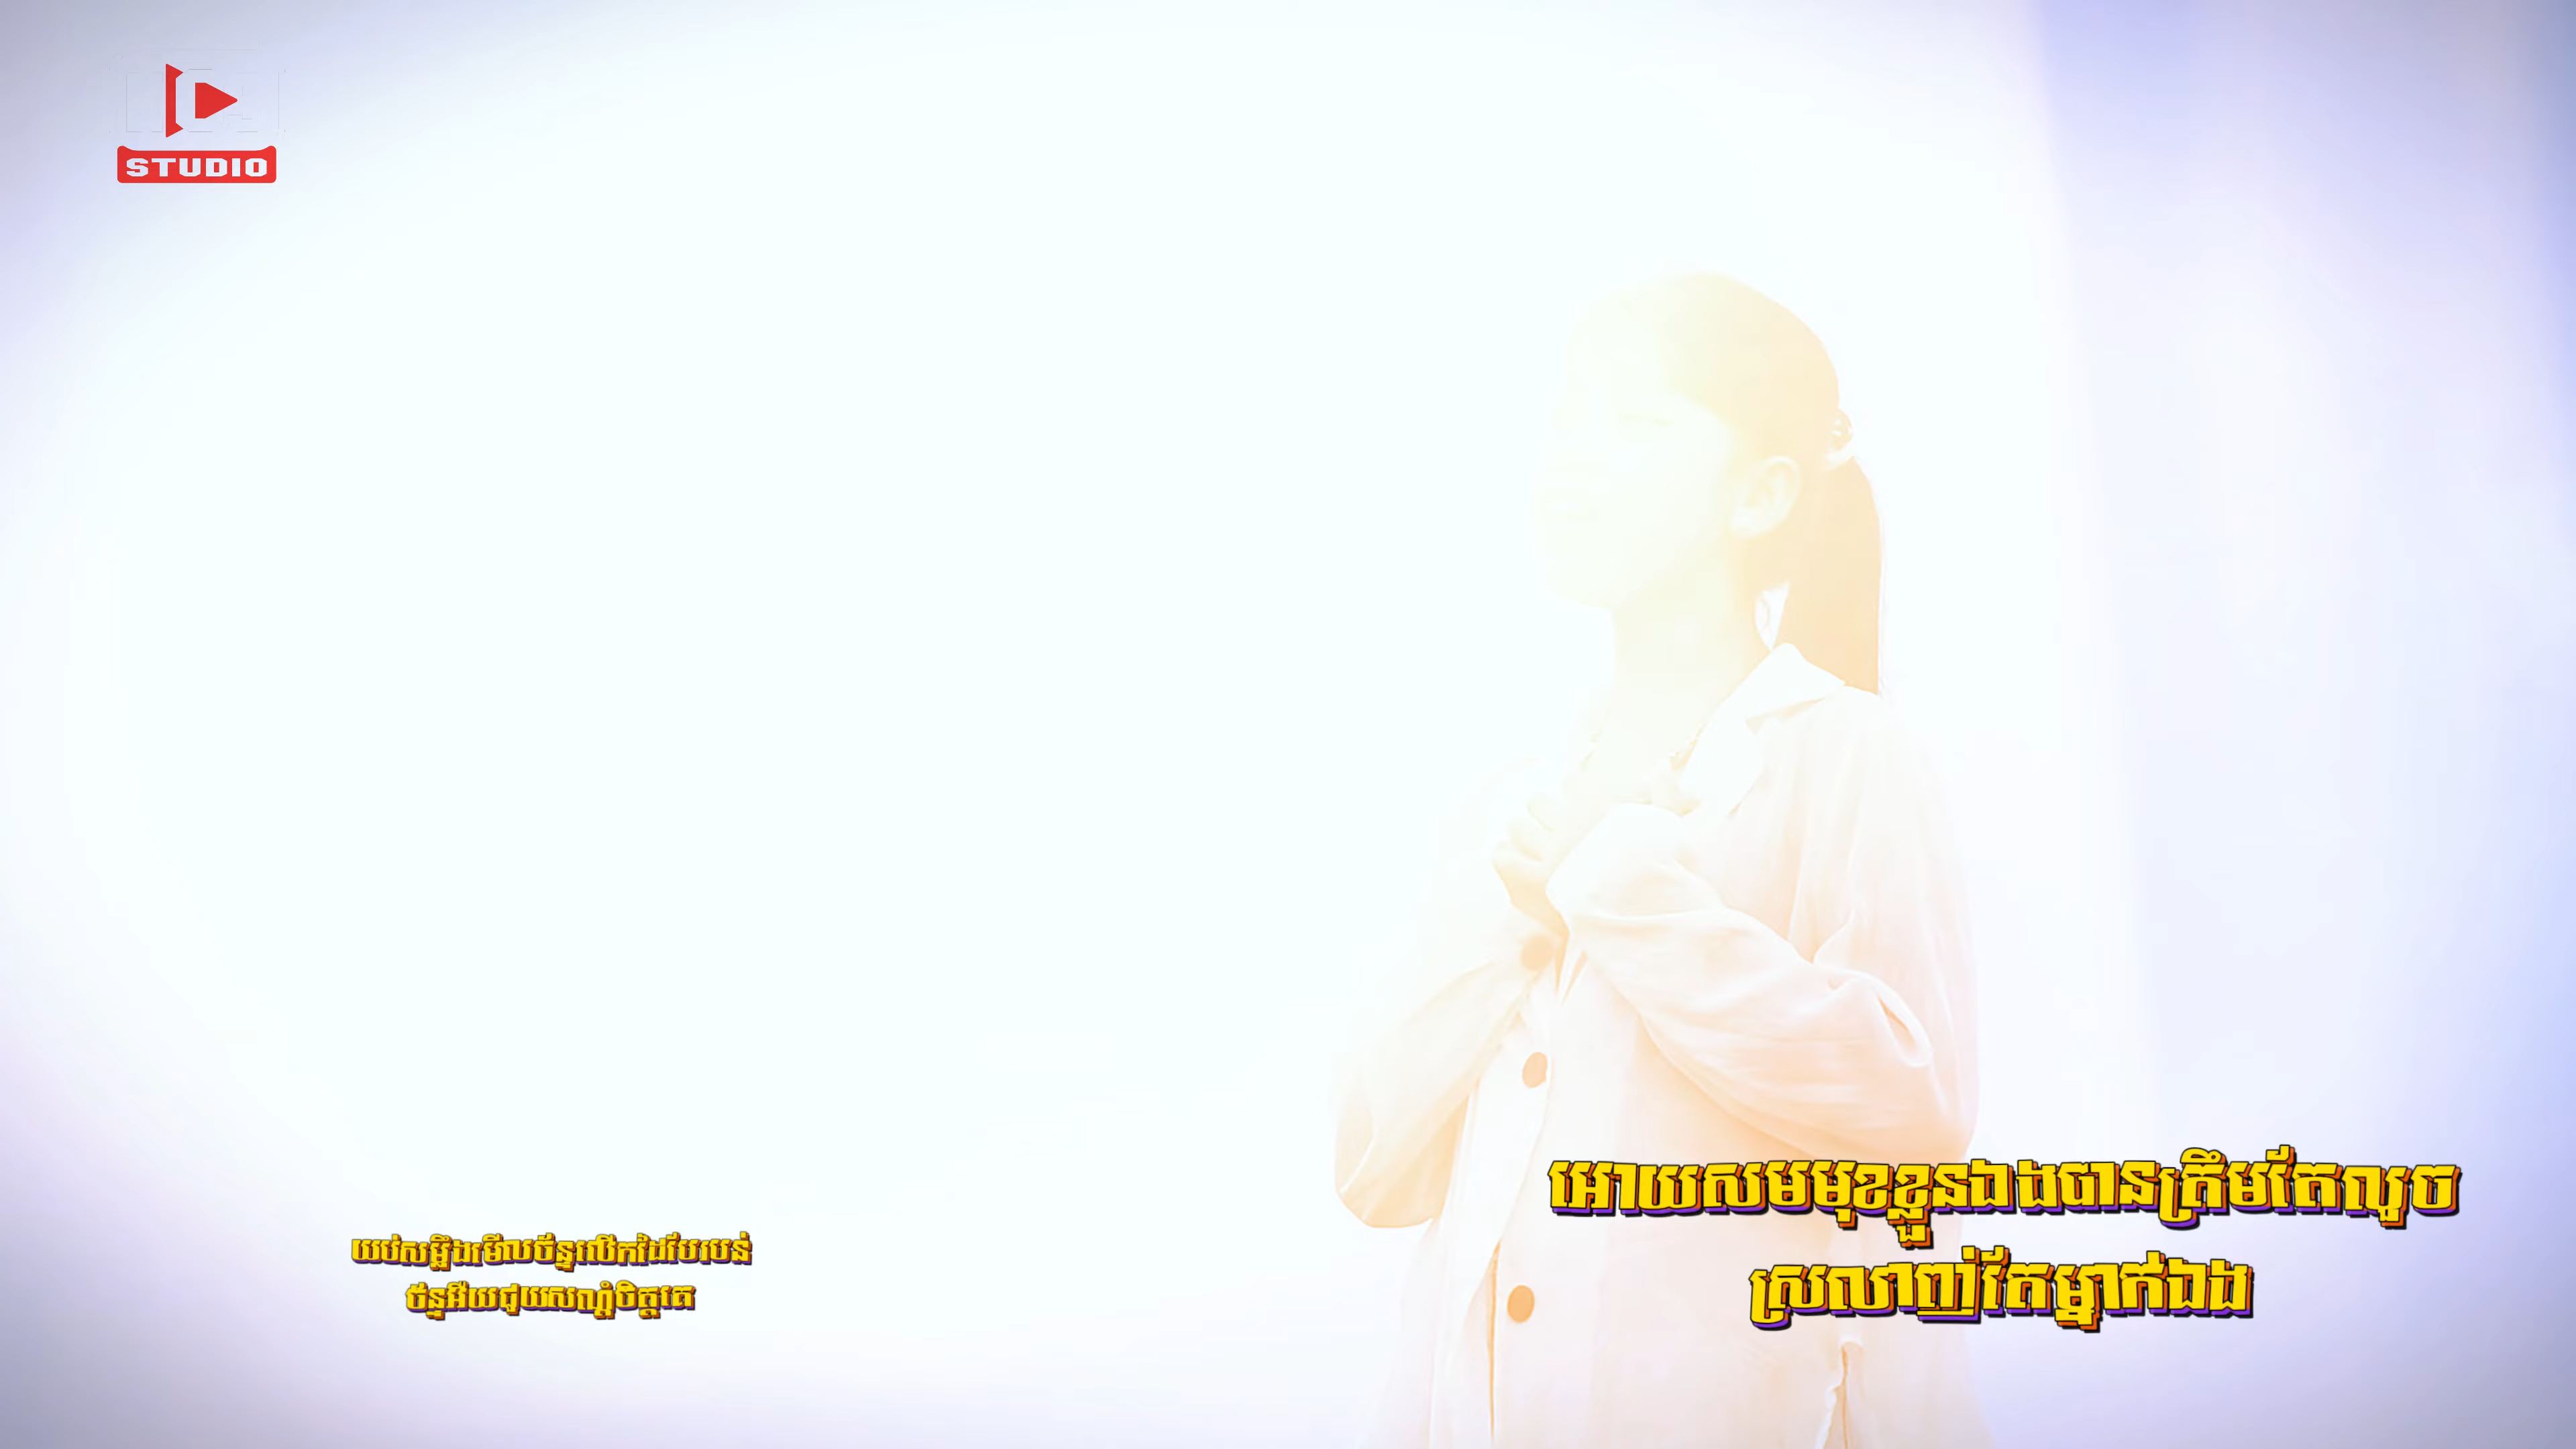 STUDIO
អោយសមមុខខ្លួនឯងបានត្រឹមតែលួច
ស្រលាញ់តែម្នាក់ឯង
យប់សម្លឹងមើលច័ន្ទលើកដៃបែរបន់
ច័ន្ទអើយជួយសណ្ដំចិត្តគេ